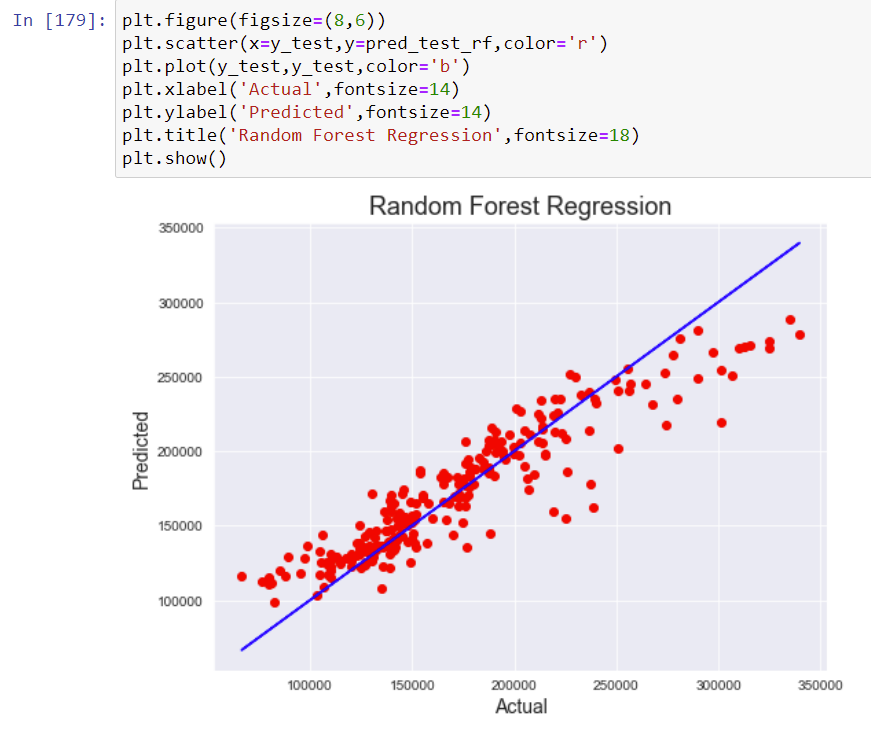 In [179]: plt.figure(figsize=(8,6))
plt.scatter(x=y_test,y=pred_test_rf,color='r')
plt.plot(y_test,y_test,color='b')
plt.xlabel('Actual',fontsize=14)
plt.ylabel('Predicted',fontsize=14)
plt.title('Random Forest Regression',fontsize=18)
plt.show()
Random Forest Regression
350000
300000
250000
200000
150000
100000
Predicted
100000 150000 200000 250000 300000 350000
Actual